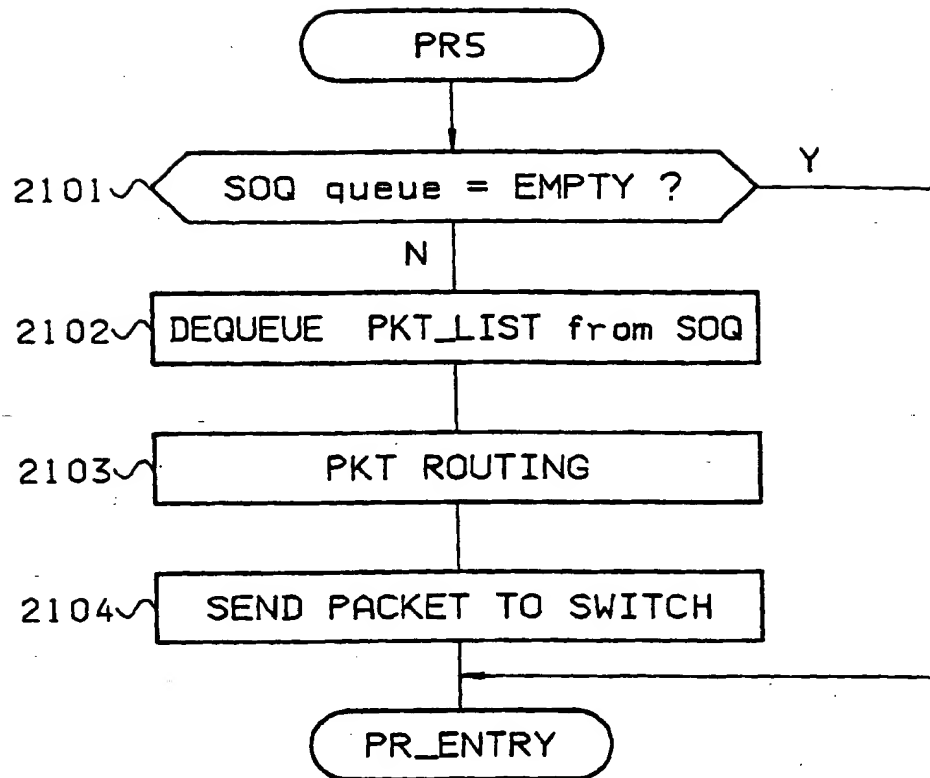 PR5
2101 SOQ queue = EMPTY ? Y
N
2102 DEQUEUE PKT_LIST from SOQ
2103 PKT ROUTING
2104 SEND PACKET TO SWITCH
PR_ENTRY